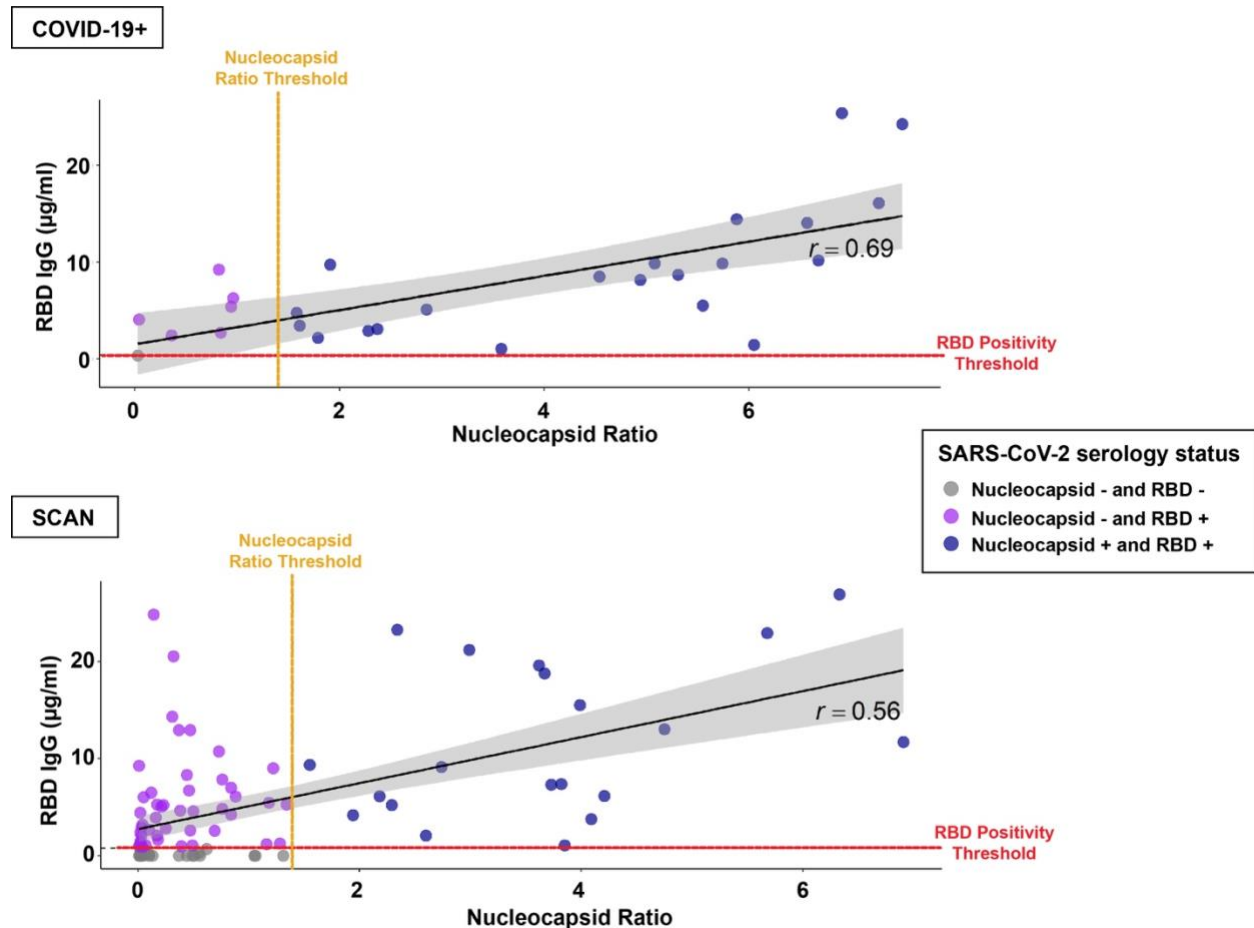 COVID-19+
Nucleocapsid
Ratio Threshold
RBD IgG (µg/ml)
20
10
0
r = 0.69
RBD Positivity
Threshold
0
2
4
6
Nucleocapsid Ratio
SARS-CoV-2 serology status
Nucleocapsid - and RBD -
Nucleocapsid - and RBD +
Nucleocapsid + and RBD +
SCAN
Nucleocapsid
Ratio Threshold
RBD IgG (µg/ml)
20
10
0
r = 0.56
RBD Positivity
Threshold
0
2
4
6
Nucleocapsid Ratio